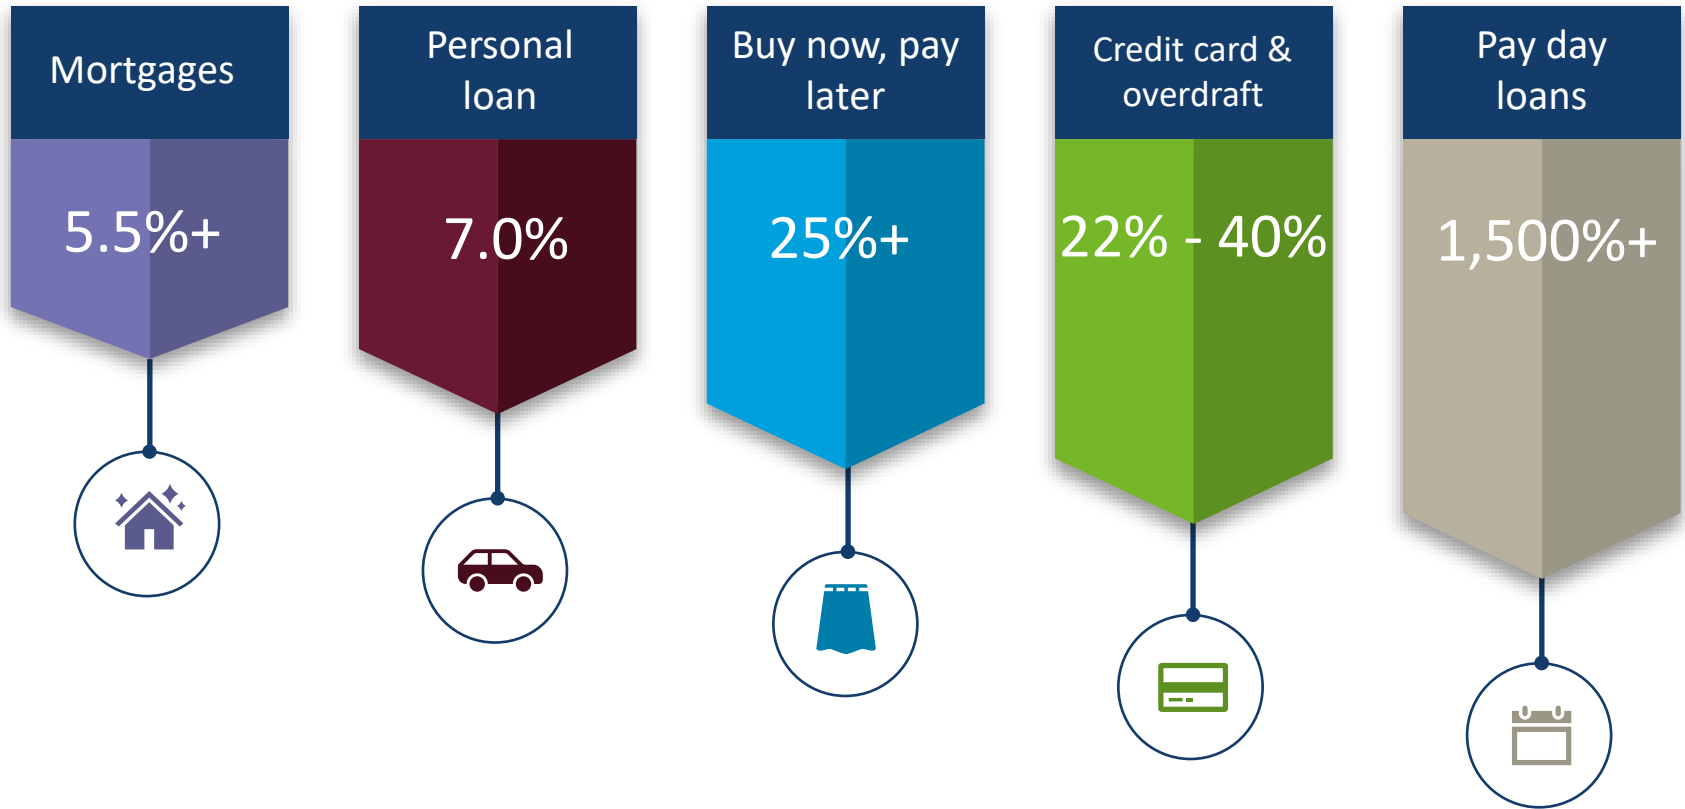 Mortgages
5.5%+
Personal
loan
7.0%
Buy now, pay
later
25%+
Credit card &
overdraft
22% - 40%
Pay day
loans
1,500%+